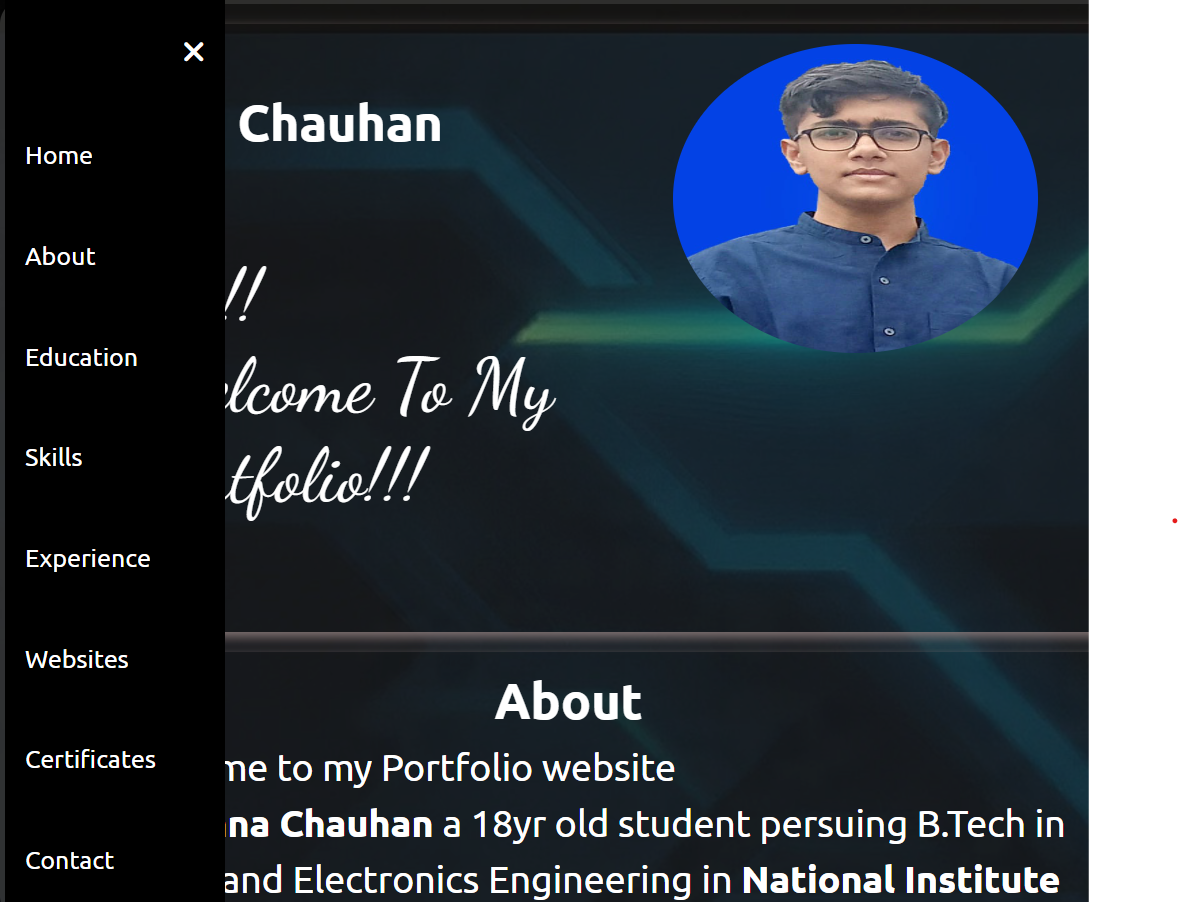 ×
Home
About
Education
Skills
Experience
Websites
Certificates
Contact
Chauhan
!!
elcome To My
tfolio!!!
About
me to my Portfolio website
na Chauhan a 18yr old student persuing B.Tech in
and Electronics Engineering in National Institute